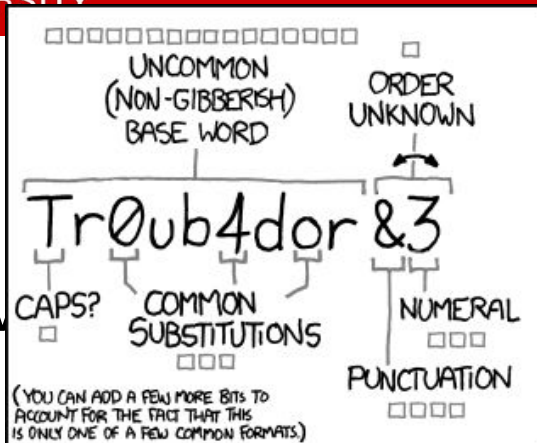 UNCOMMON
(NON-GIBBERISH)
BASE WORD
ORDER
UNKNOWN
Tr0ub4dor &3
CAPS?
COMMON
SUBSTITUTIONS
NUMERAL
PUNCTUATION
(YOU CAN ADD A FEW MORE BITS TO
ACCOUNT FOR THE FACT THAT THIS
IS ONLY ONE OF A FEW COMMON FORMATS.)